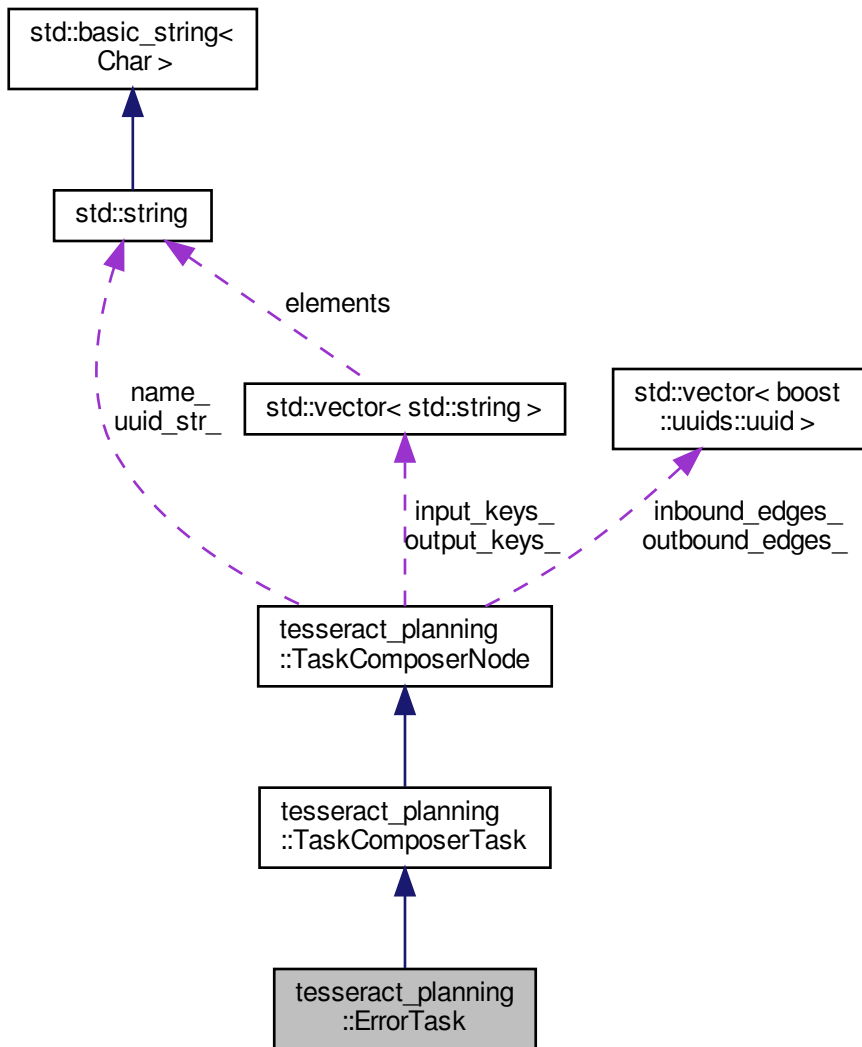 std::basic_string<
Char >
std::string
elements
name_
uuid_str_
std::vector< std::string >
std::vector< boost
::uuids::uuid >
input_keys_
output_keys_
inbound_edges_
outbound_edges_
tesseract_planning
::TaskComposerNode
tesseract_planning
::TaskComposerTask
tesseract_planning
::ErrorTask